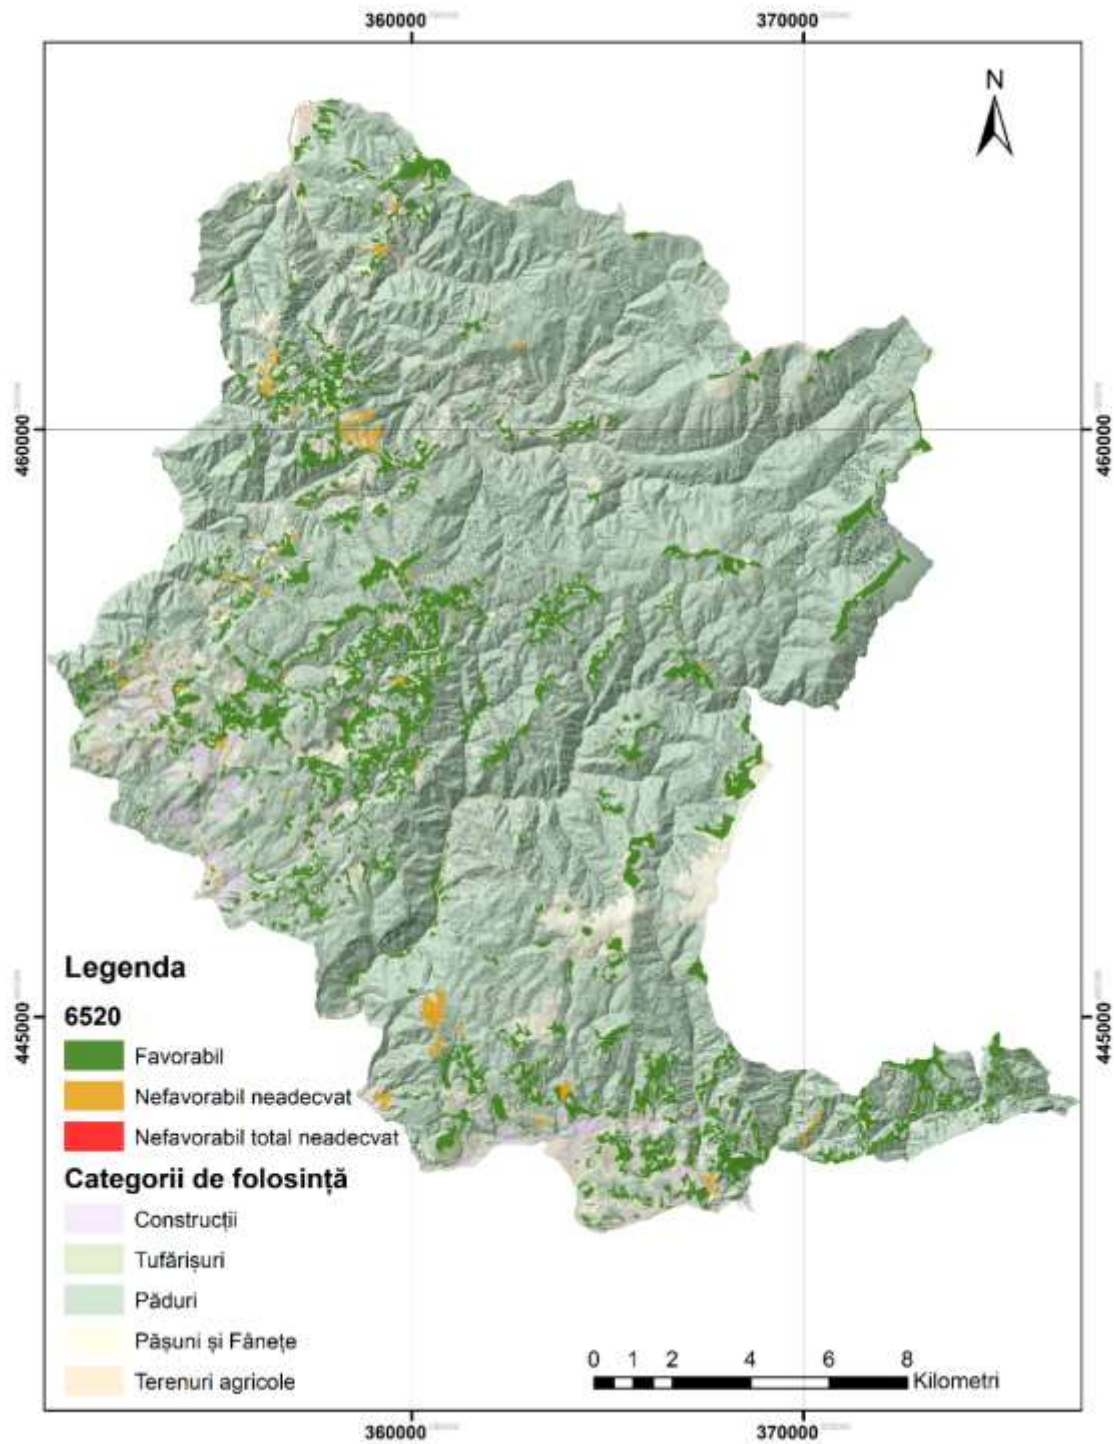 360000 370000
N
460000 460000
445000 445000
Legenda
6520
Favorabil
Nefavorabil neadecvat
Nefavorabil total neadecvat
Categorii de folosință
Construcții
Tufărișuri
Păduri
Pășuni și Fânețe
Terenuri agricole
0 1 2 4 6 8
Kilometri
360000 370000